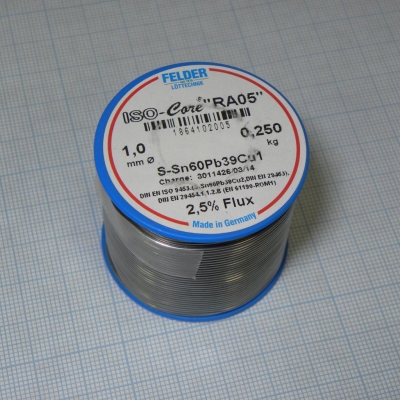 FELDER
LÖTTECHNIK
ISO-Core® "RA05"
1864102005
1,0
mm Ø
0,250
kg
S-Sn60Pb39Cu1
Charge: 3011426/03/14
2,5% Flux
Made in Germany